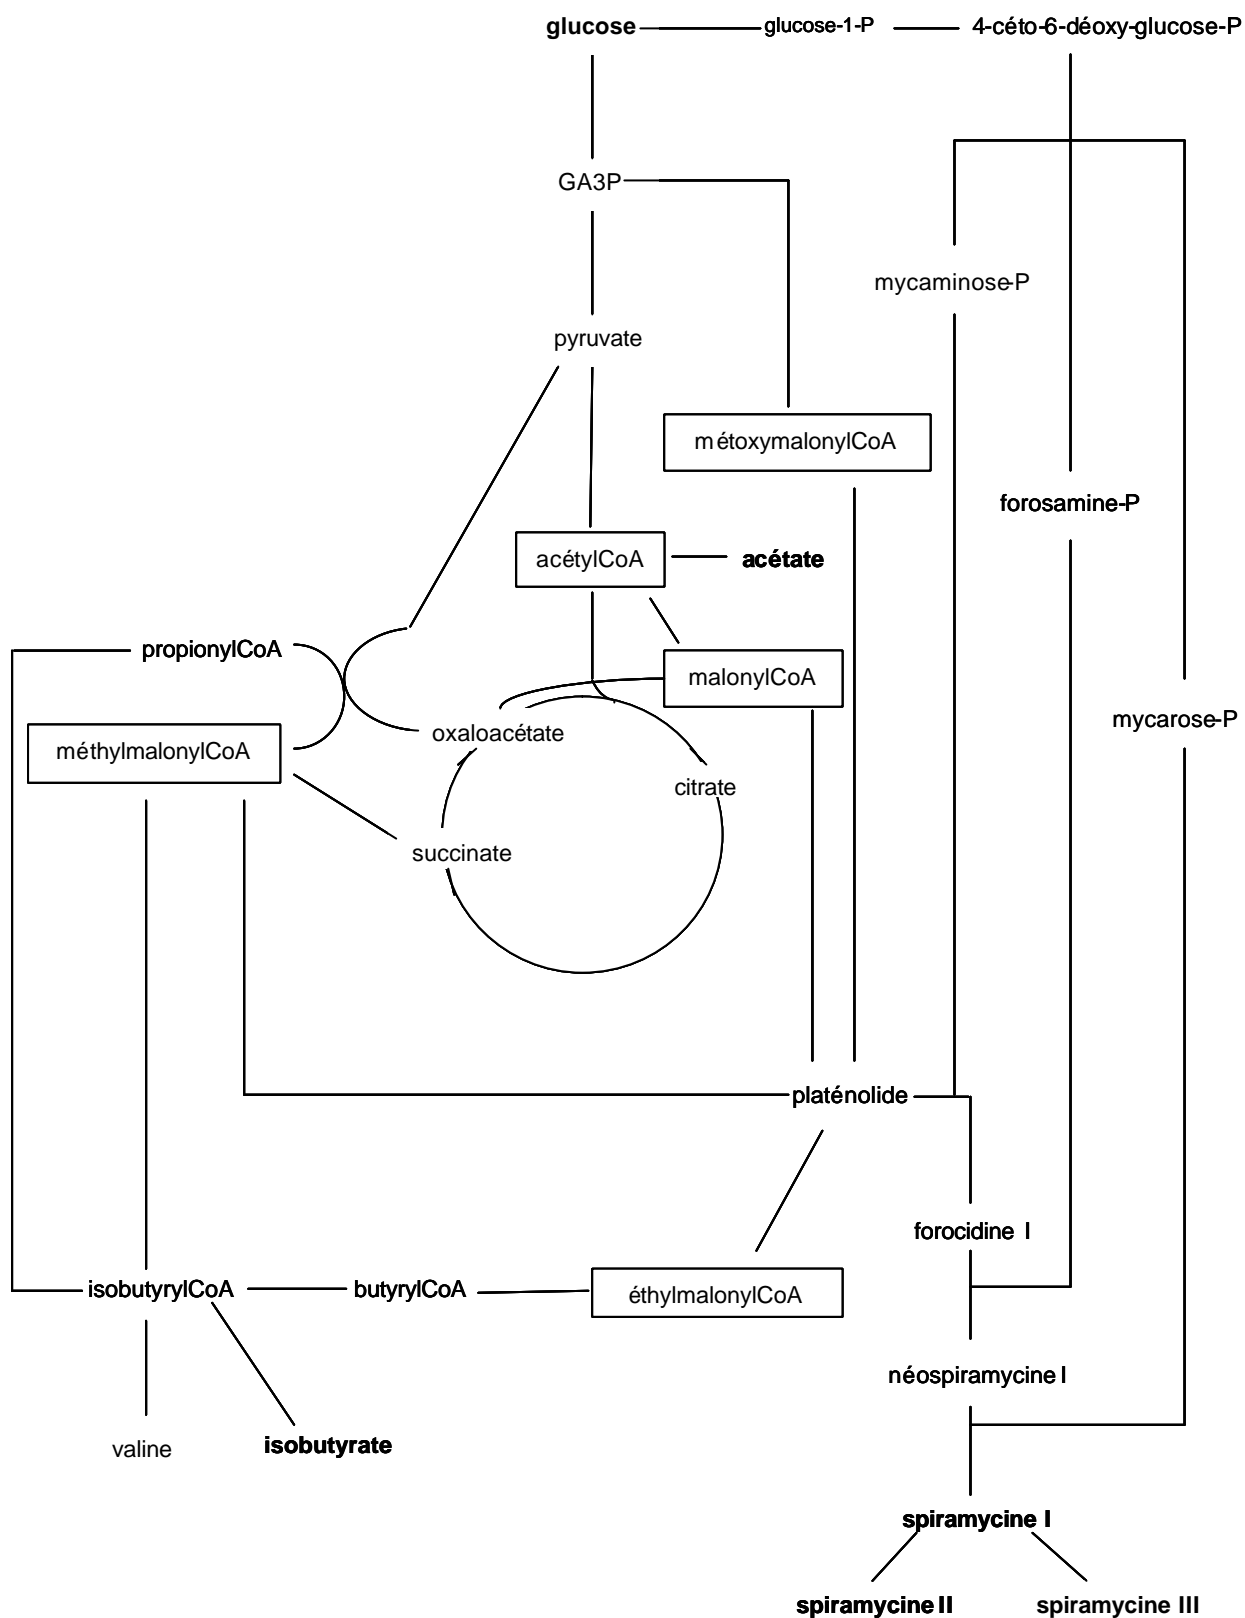 glucose
glucose-1-P
4-céto-6-déoxy-glucose-P
GA3P
mycaminose-P
pyruvate
métoxymalonylCoA
forosamine-P
acétylCoA
acétate
propionylCoA
malonylCoA
mycarose-P
oxaloacétate
méthylmalonylCoA
citrate
succinate
platénolide
forocidine I
isobutyrylCoA
butyrylCoA
éthylmalonylCoA
néospiramycine I
valine
isobutyrate
spiramycine I
spiramycine II
spiramycine III